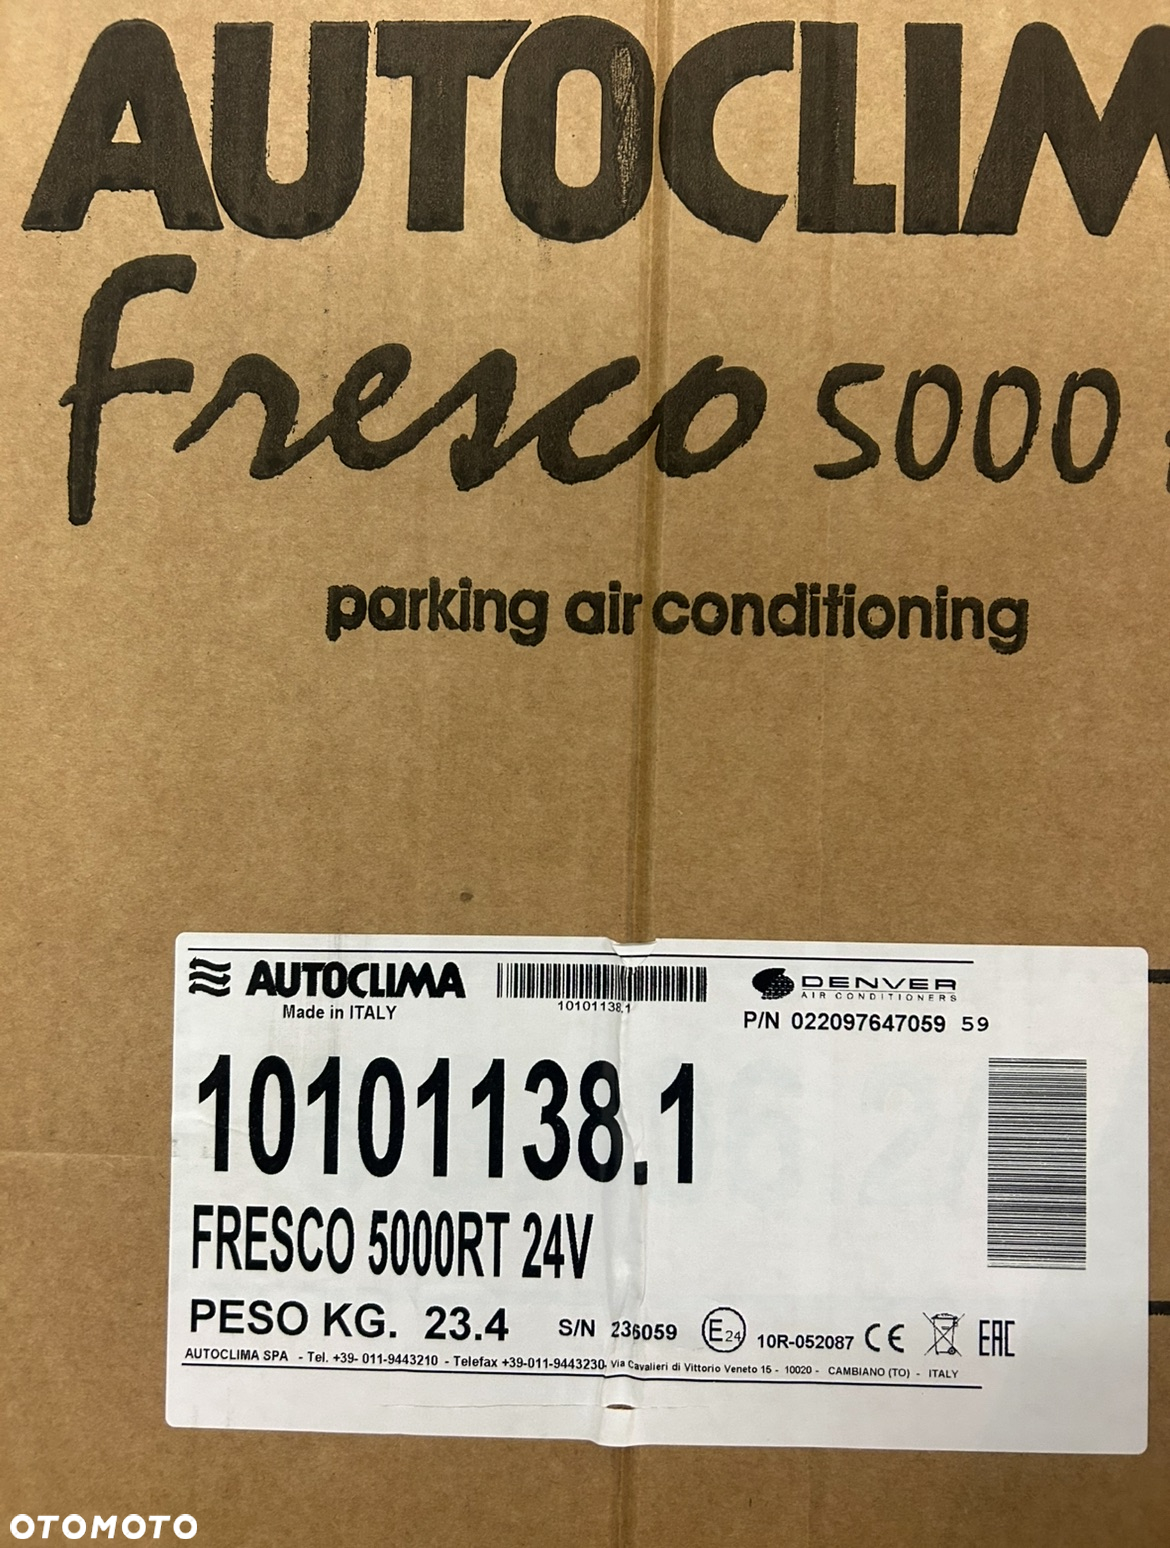 AUTOCLIM
Fresco 5000
parking air conditioning
AUTOCLIMA
Made in ITALY
10101138.1
DENVER
AIR CONDITIONERS
P/N 022097647059 59
10101138.1
FRESCO 5000RT 24V
PESO KG. 23.4
S/N 236059
E24
10R-052087 CE EAC
AUTOCLIMA SPA - Tel. +39- 011-9443210 - Telefax +39-011-9443230- Via Cavalieri di Vittorio Veneto 15 - 10020 - CAMBIANO (TO) - ITALY
OTOMOTO